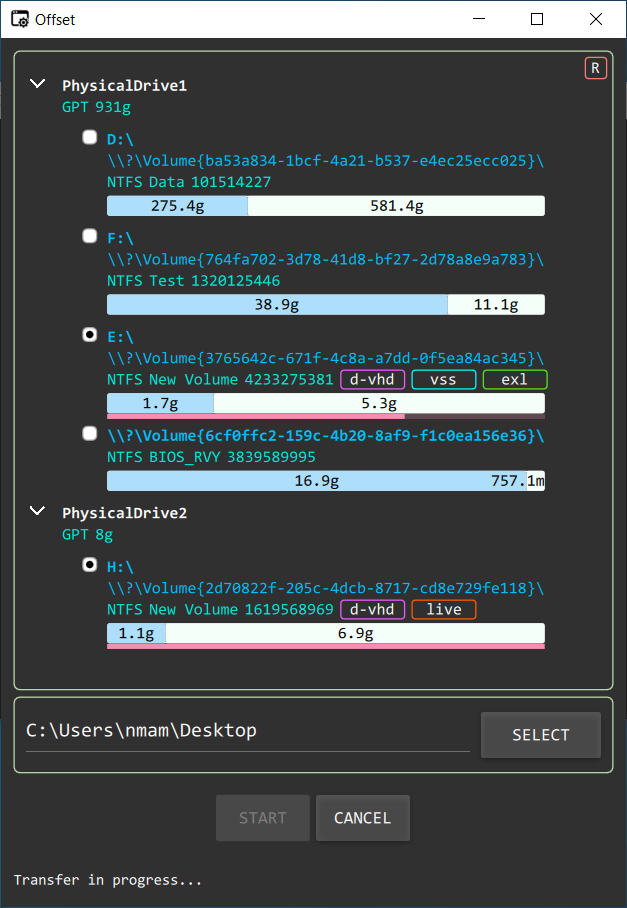 Offset
R
PhysicalDrive1
GPT 931g
D:\
\\?\Volume{ba53a834-1bcf-4a21-b537-e4ec25ecc025}\
NTFS Data 101514227
275.4g 581.4g
F:\
\\?\Volume{764fa702-3d78-41d8-bf27-2d78a8e9a783}\
NTFS Test 1320125446
38.9g 11.1g
E:\
\\?\Volume{3765642c-671f-4c8a-a7dd-0f5ea84ac345}\
NTFS New Volume 4233275381 d-vhd vss exl
1.7g 5.3g
\\?\Volume{6cf0ffc2-159c-4b20-8af9-f1c0ea156e36}\
NTFS BIOS_RVY 3839589995
16.9g 757.1m
PhysicalDrive2
GPT 8g
H:\
\\?\Volume{2d70822f-205c-4dcb-8717-cd8e729fe118}\
NTFS New Volume 1619568969 d-vhd live
1.1g 6.9g
C:\Users\nmam\Desktop
SELECT
START CANCEL
Transfer in progress...